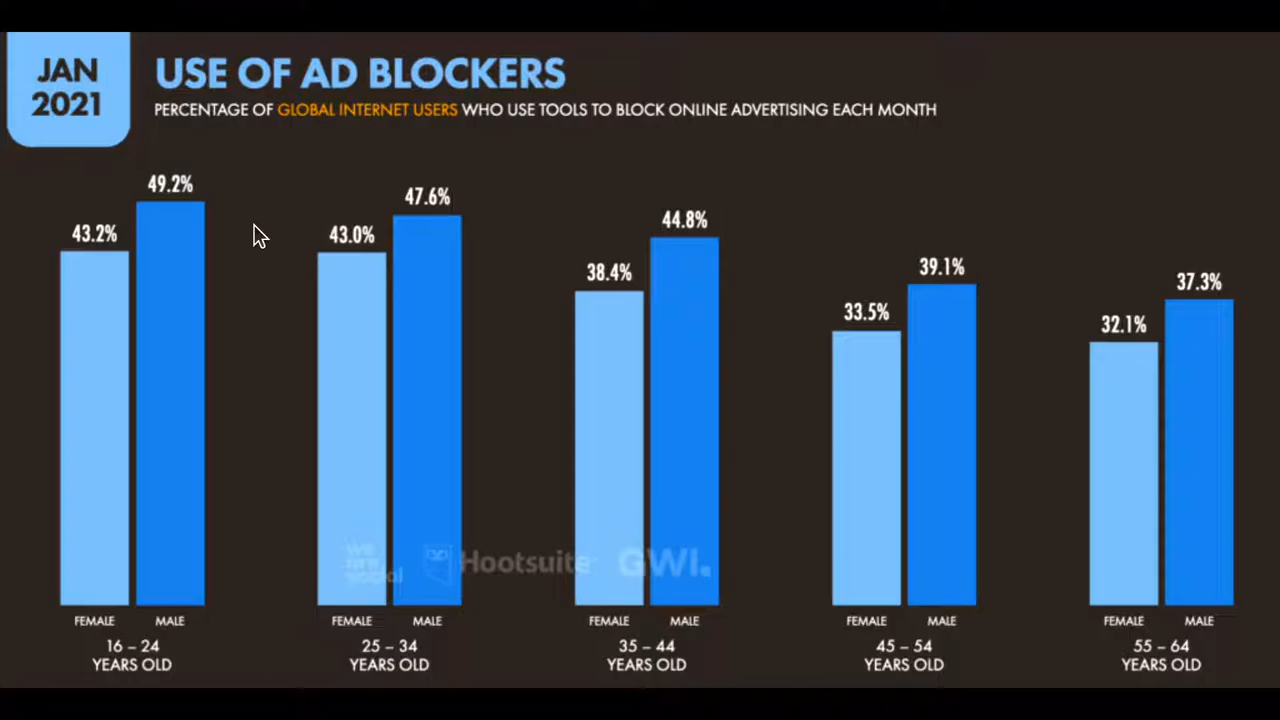 JAN
2021
USE OF AD BLOCKERS
PERCENTAGE OF GLOBAL INTERNET USERS WHO USE TOOLS TO BLOCK ONLINE ADVERTISING EACH MONTH
43.2% 49.2% 43.0% 47.6% 38.4% 44.8% 33.5% 39.1% 32.1% 37.3%
we are social Hootsuite GWI.
FEMALE MALE FEMALE MALE FEMALE MALE FEMALE MALE FEMALE MALE
16 – 24 25 – 34 35 – 44 45 – 54 55 – 64
YEARS OLD YEARS OLD YEARS OLD YEARS OLD YEARS OLD